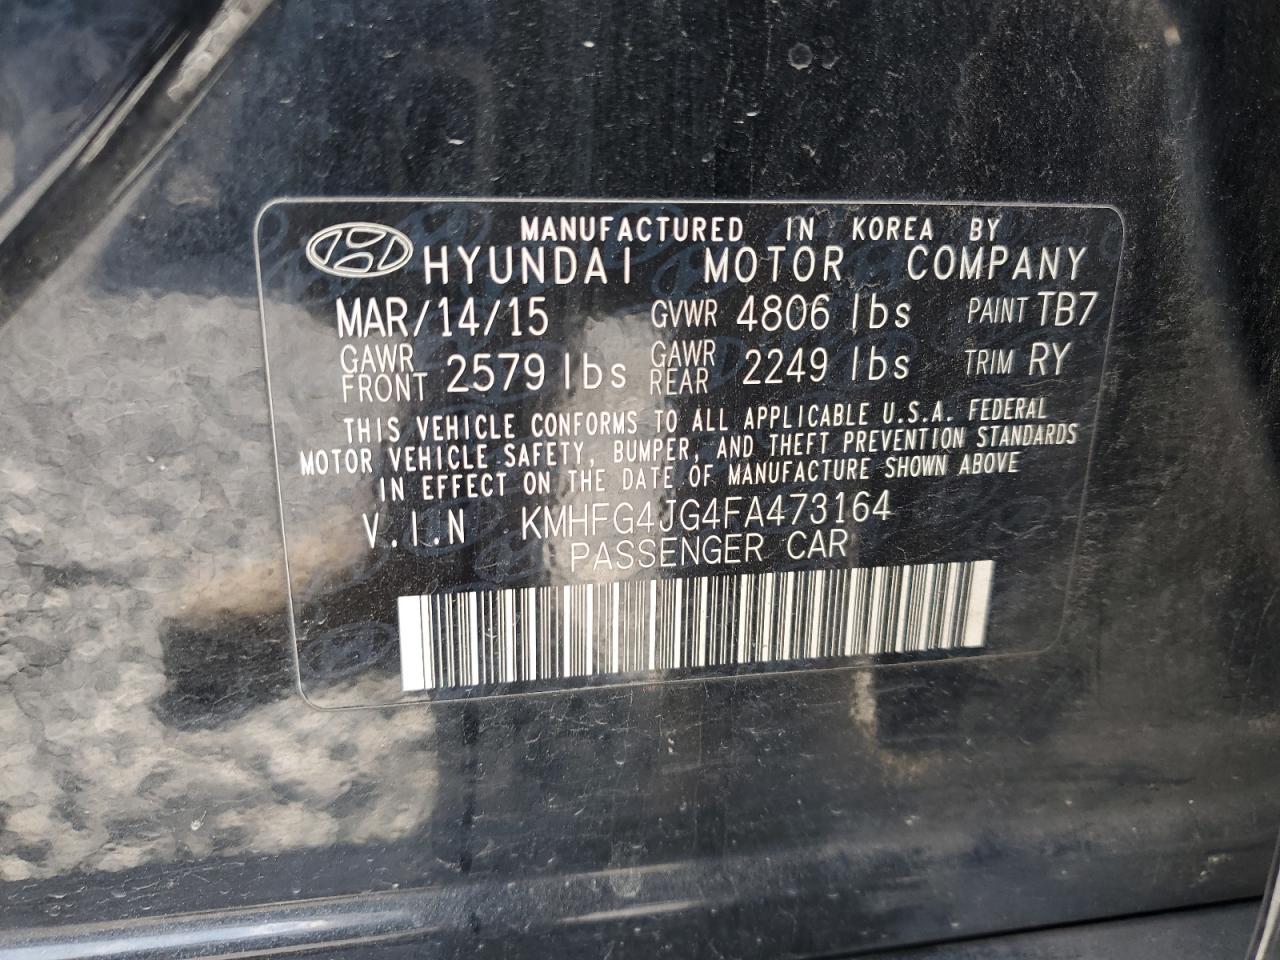 MANUFACTURED IN KOREA BY
HYUNDAI MOTOR COMPANY
MAR/14/15 GVWR 4806 lbs PAINT TB7
GAWR FRONT 2579 lbs GAWR REAR 2249 lbs TRIM RY
THIS VEHICLE CONFORMS TO ALL APPLICABLE U.S.A. FEDERAL
MOTOR VEHICLE SAFETY, BUMPER, AND THEFT PREVENTION STANDARDS
IN EFFECT ON THE DATE OF MANUFACTURE SHOWN ABOVE
V.I.N KMHFG4JG4FA473164
PASSENGER CAR